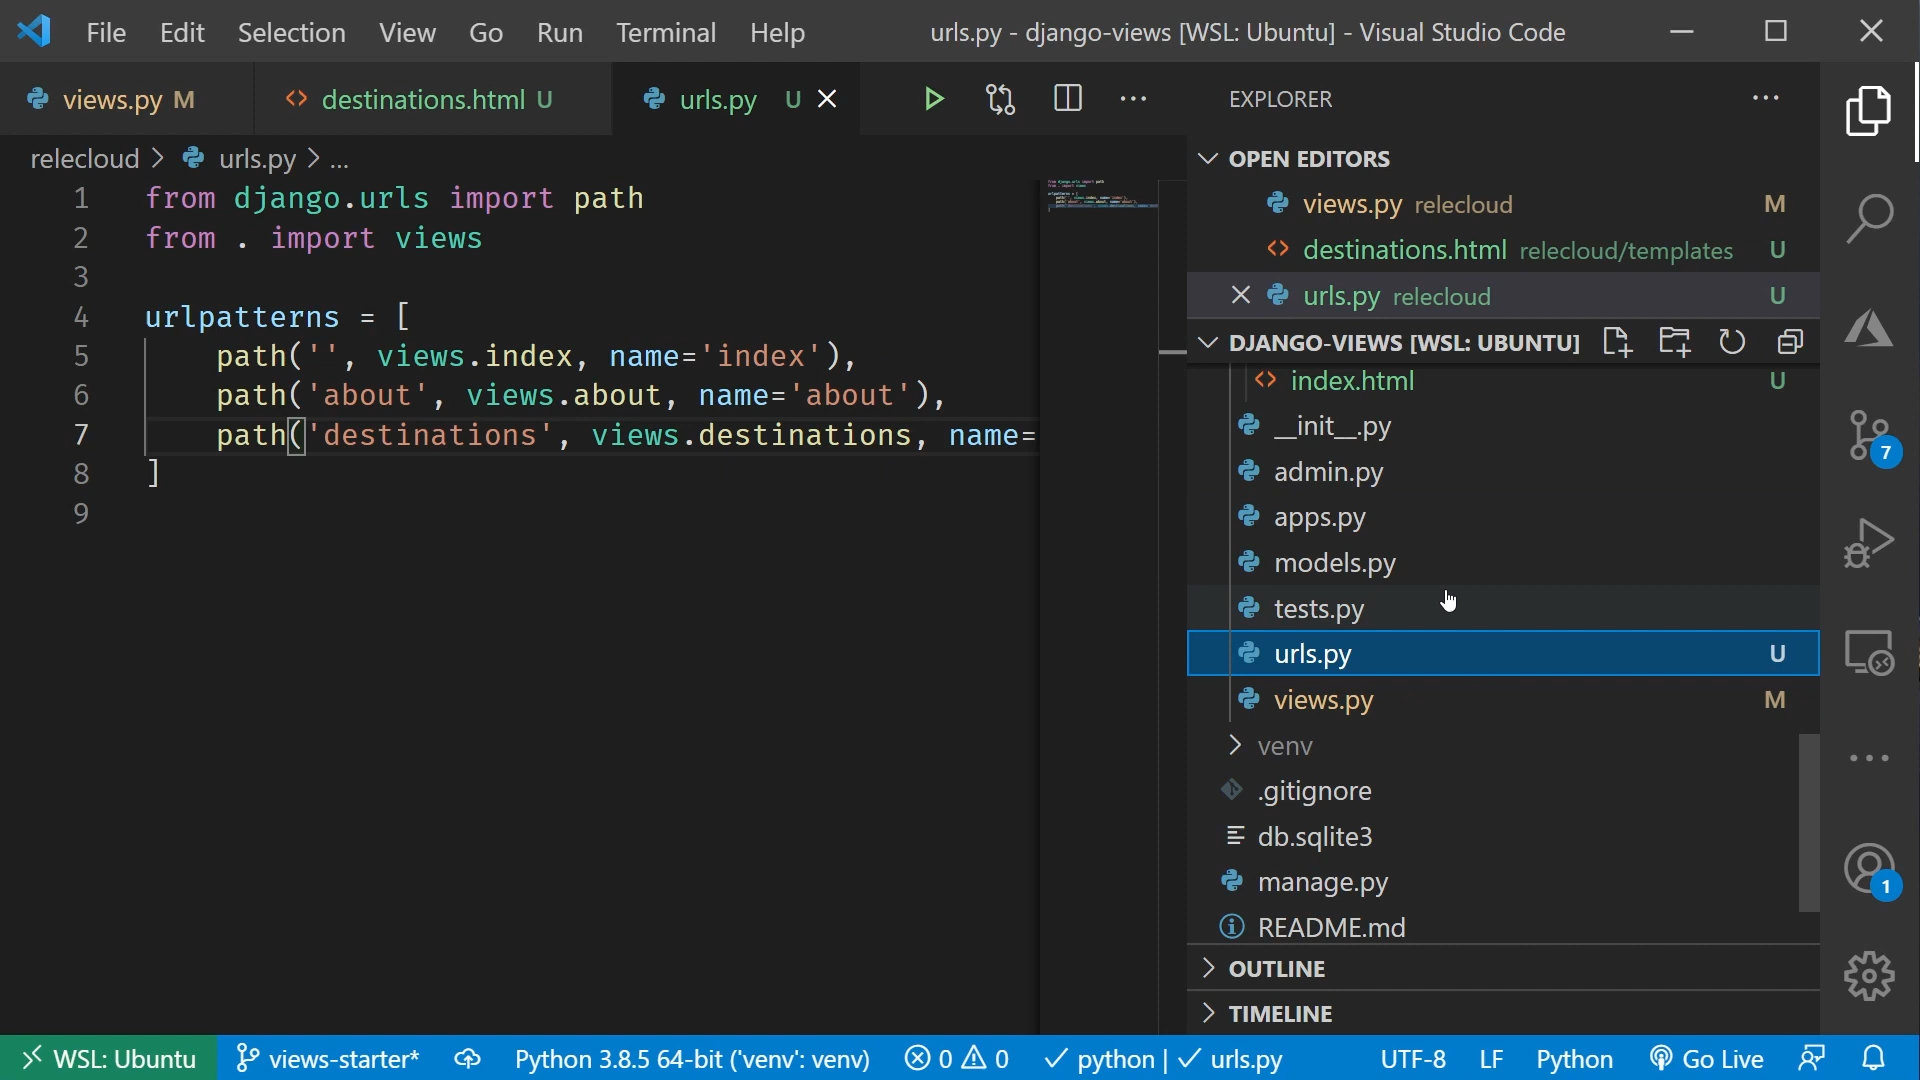 File Edit Selection View Go Run Terminal Help urls.py - django-views [WSL: Ubuntu] - Visual Studio Code
views.py M destinations.html U urls.py U
relecloud > urls.py > ...
1 from django.urls import path
2 from . import views
3
4 urlpatterns = [
5 path('', views.index, name='index'),
6 path('about', views.about, name='about'),
7 path('destinations', views.destinations, name=
8 ]
9
EXPLORER
OPEN EDITORS
views.py relecloud M
destinations.html relecloud/templates U
urls.py relecloud U
DJANGO-VIEWS [WSL: UBUNTU]
index.html U
__init__.py
admin.py
apps.py
models.py
tests.py
urls.py U
views.py M
venv
.gitignore
db.sqlite3
manage.py
README.md
OUTLINE
TIMELINE
7
1
WSL: Ubuntu views-starter* Python 3.8.5 64-bit ('venv': venv) 0 0 python | urls.py UTF-8 LF Python Go Live